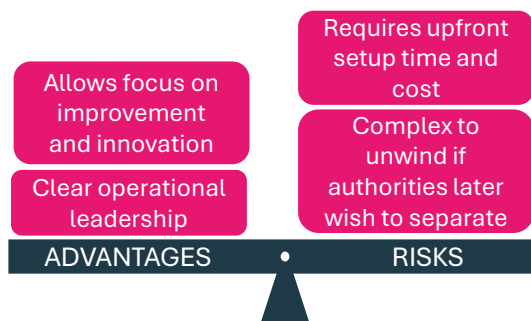 Allows focus on
improvement
and innovation
Clear operational
leadership
Requires upfront
setup time and
cost
Complex to
unwind if
authorities later
wish to separate
ADVANTAGES
RISKS